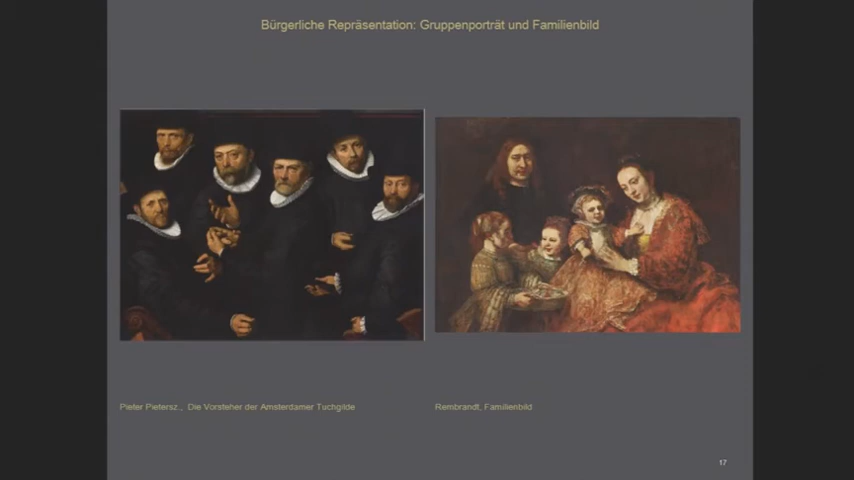 Bürgerliche Repräsentation: Gruppenporträt und Familienbild
Pieter Pietersz., Die Vorsteher der Amsterdamer Tuchgilde
Rembrandt, Familienbild
17